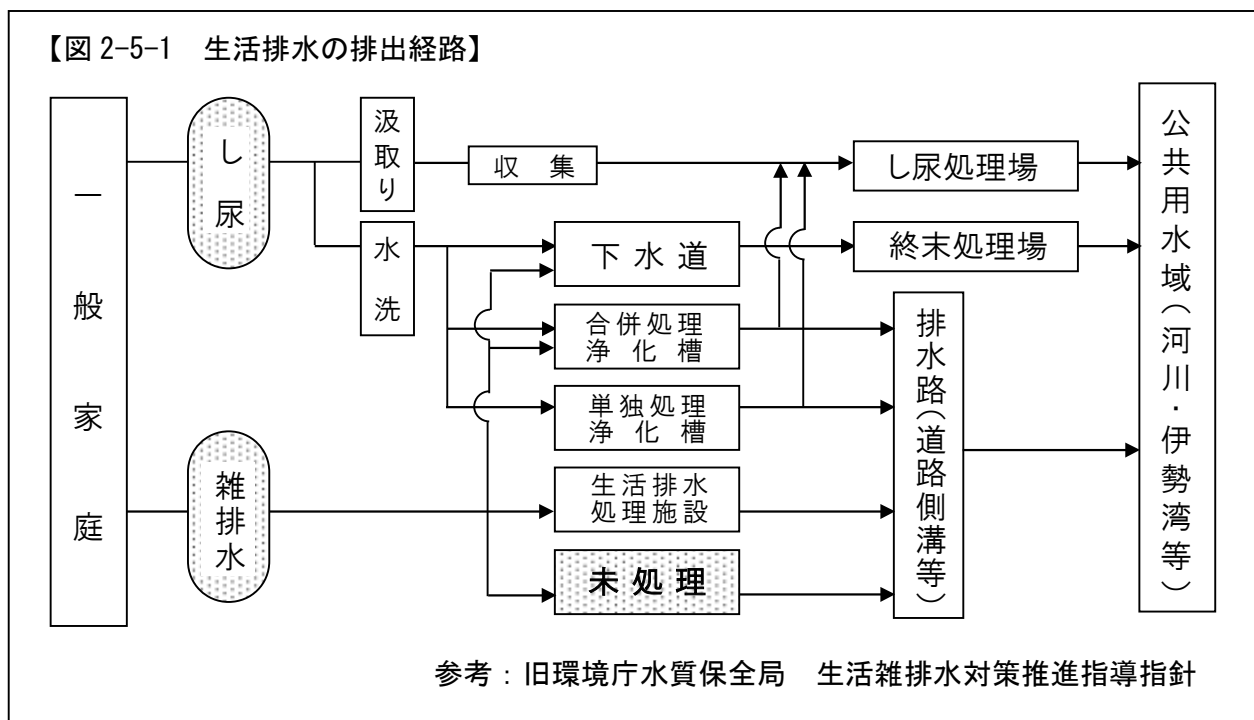 【図 2-5-1　生活排水の排出経路】
一般家庭
し尿
雑排水
汲取り
水洗
収 集
下 水 道
合併処理
浄 化 槽
単独処理
浄 化 槽
生活排水
処理施設
未 処 理
し尿処理場
終末処理場
排水路(道路側溝等)
公共用水域(河川・伊勢湾等)
参考：旧環境庁水質保全局　生活雑排水対策推進指導指針